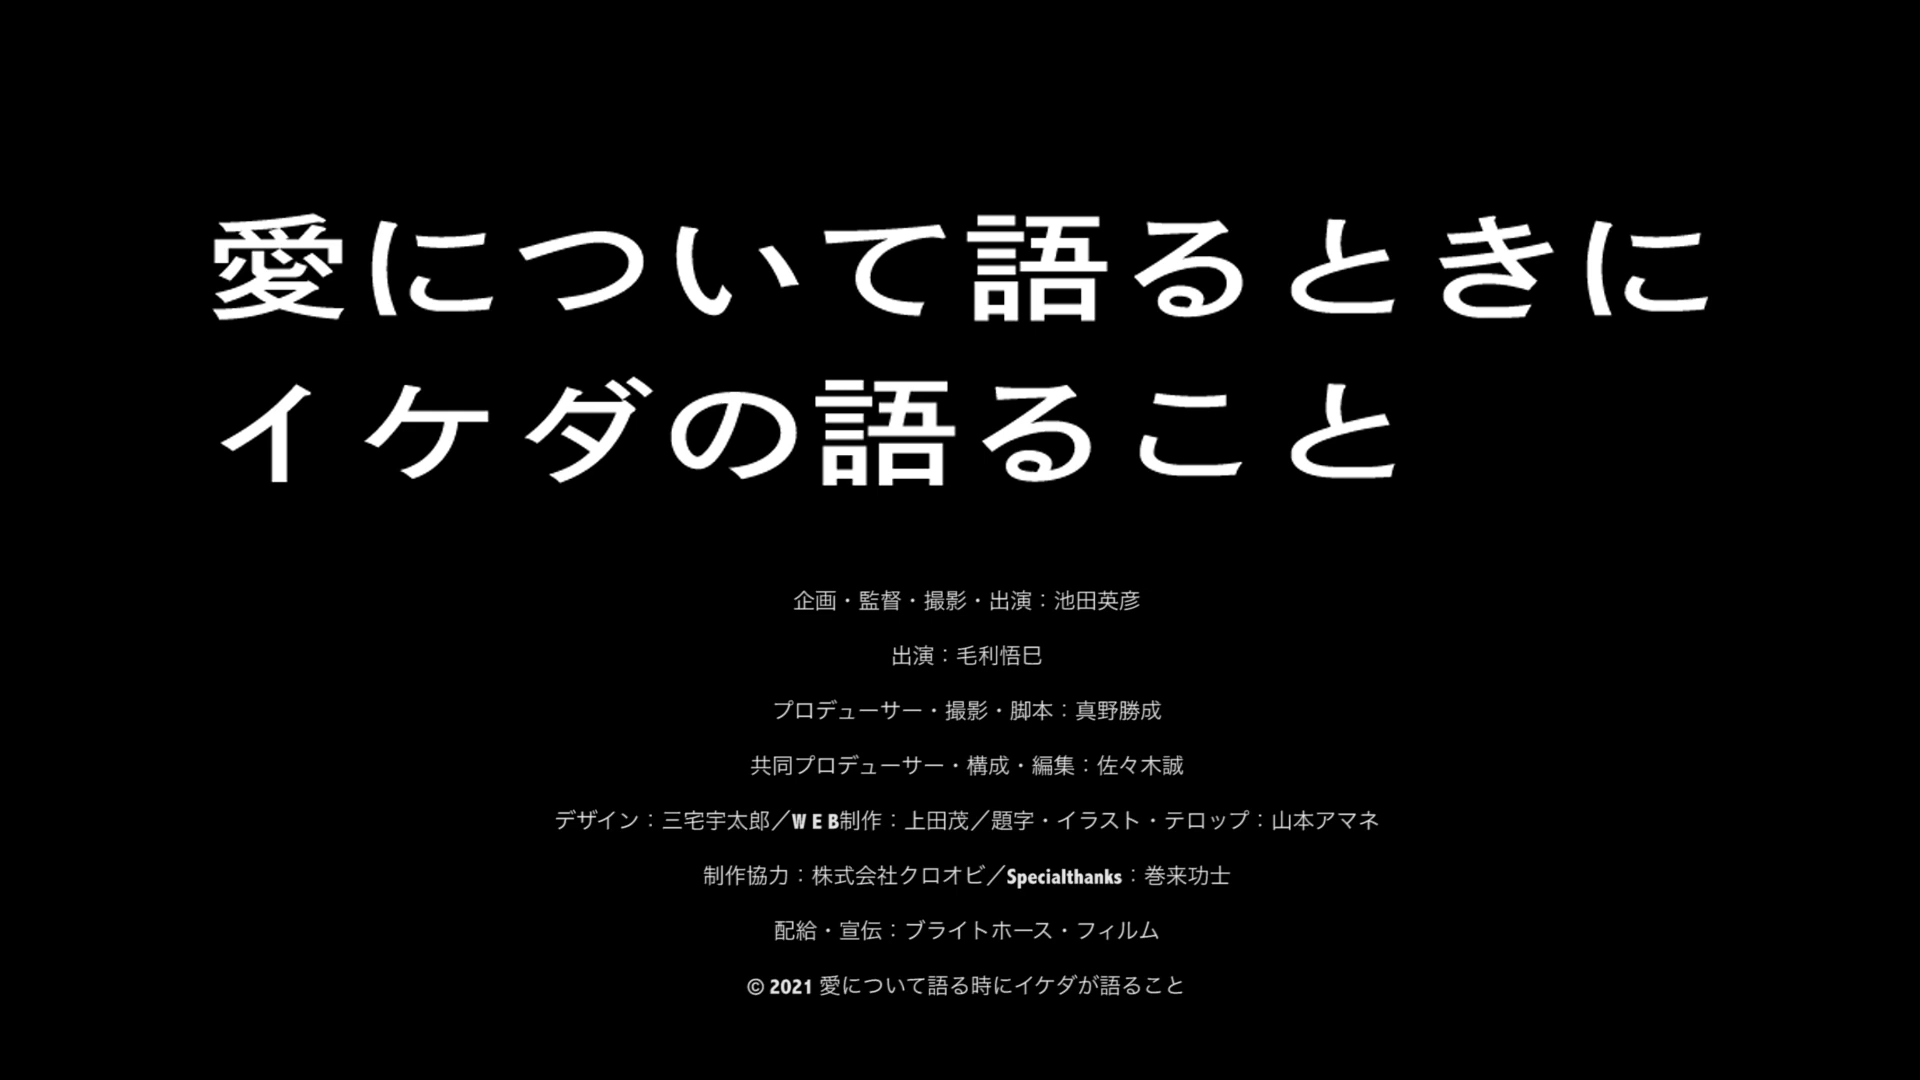 愛について語るときに
イケダの語ること
企画・監督・撮影・出演：池田英彦
出演：毛利悟巳
プロデューサー・撮影・脚本：真野勝成
共同プロデューサー・構成・編集：佐々木誠
デザイン：三宅宇太郎／WEB制作：上田茂／題字・イラスト・テロップ：山本アマネ
制作協力：株式会社クロオビ／Specialthanks：巻来功士
配給・宣伝：ブライトホース・フィルム
© 2021 愛について語る時にイケダが語ること